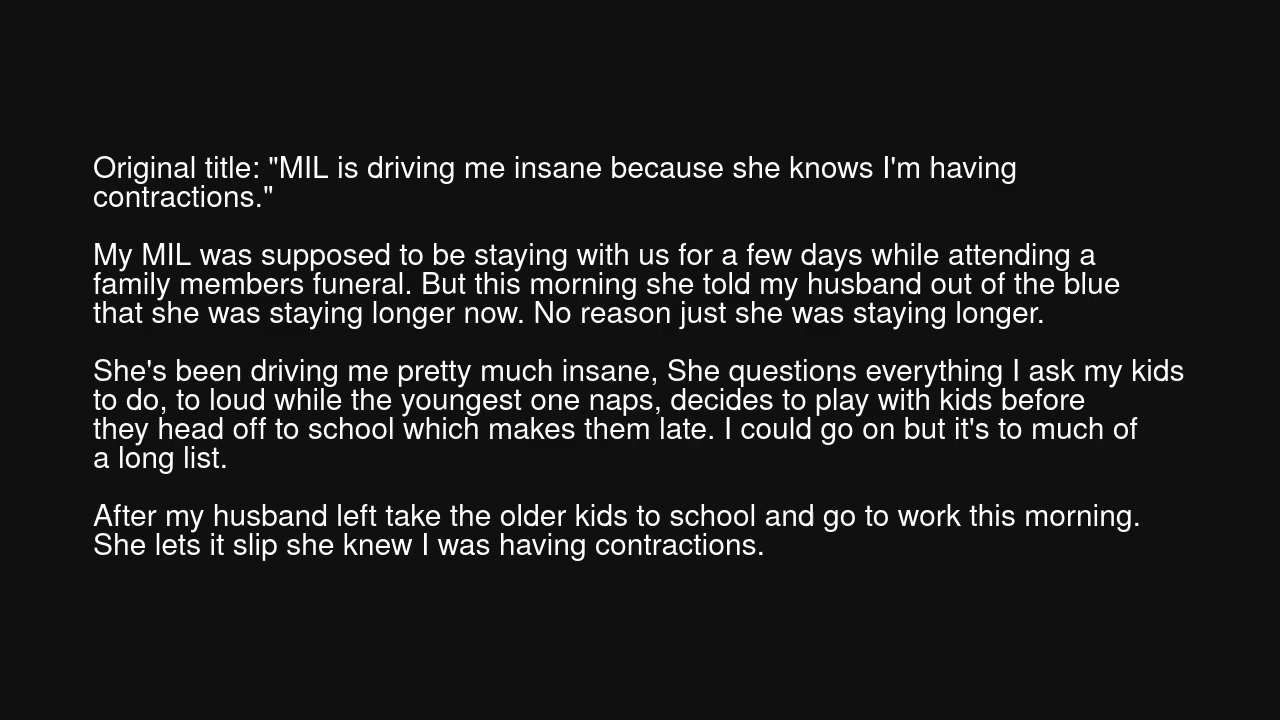 Original title: "MIL is driving me insane because she knows I'm having
contractions."
My MIL was supposed to be staying with us for a few days while attending a
family members funeral. But this morning she told my husband out of the blue
that she was staying longer now. No reason just she was staying longer.
She's been driving me pretty much insane, She questions everything I ask my kids
to do, to loud while the youngest one naps, decides to play with kids before
they head off to school which makes them late. I could go on but it's to much of
a long list.
After my husband left take the older kids to school and go to work this morning.
She lets it slip she knew I was having contractions.